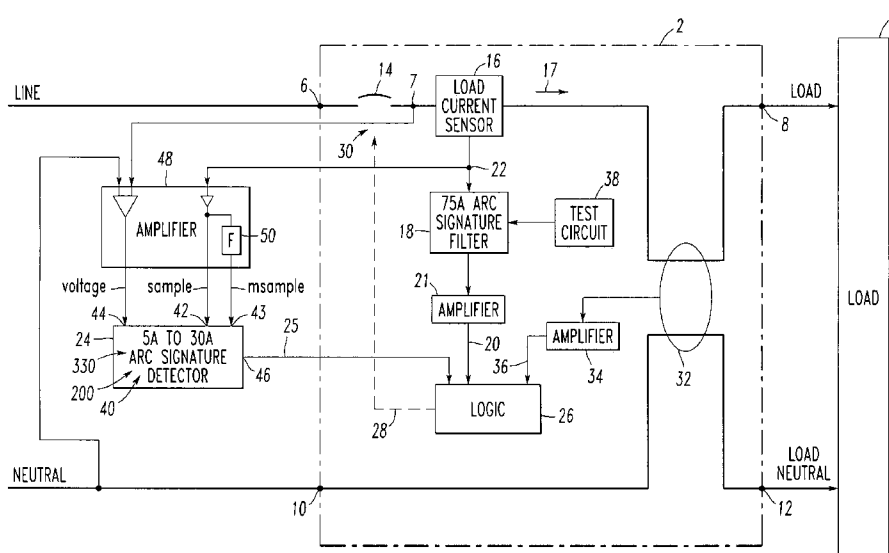 2
16
14
17
6
7
LINE
LOAD
CURRENT
SENSOR
LOAD
8
30
22
48
38
75A ARC
SIGNATURE
FILTER
18
TEST
CIRCUIT
AMPLIFIER
F
50
voltage
sample
msample
21
AMPLIFIER
44
42
43
25
24
5A TO 30A
ARC SIGNATURE
DETECTOR
330
200
40
46
20
36
AMPLIFIER
34
32
LOAD
LOGIC
28
26
NEUTRAL
LOAD
NEUTRAL
10
12